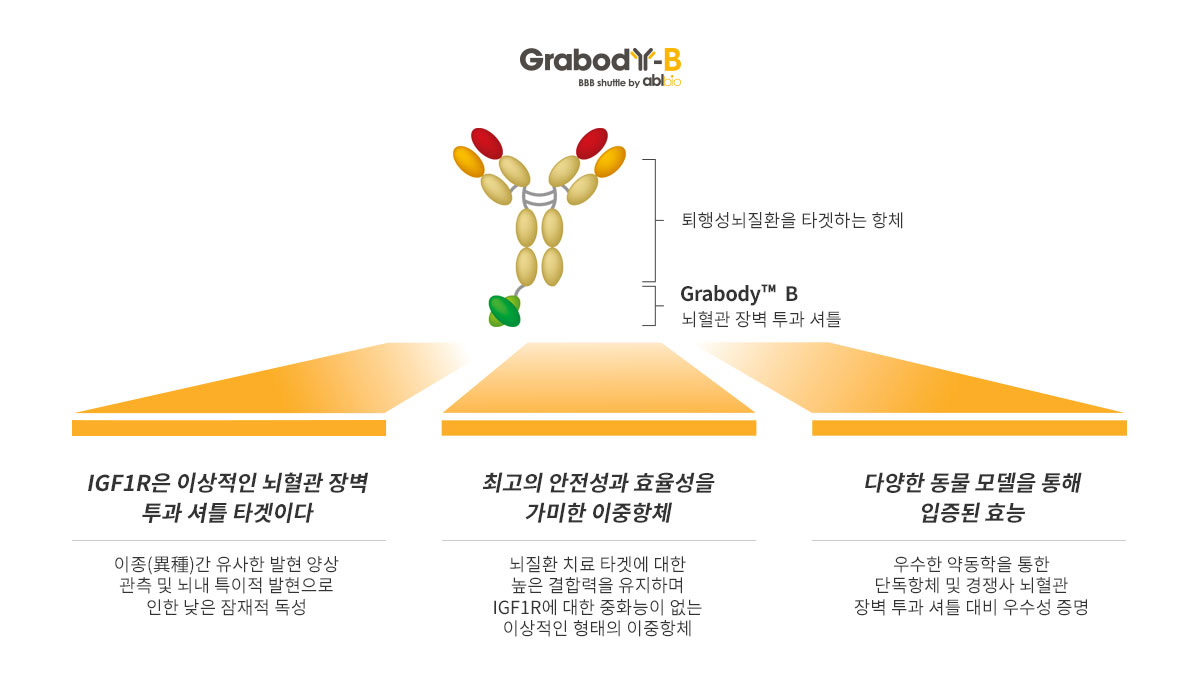 Grabody-B
BBB shuttle by ablbio
퇴행성뇌질환을 타겟하는 항체
Grabody™ B
뇌혈관 장벽 투과 셔틀
IGF1R은 이상적인 뇌혈관 장벽
투과 셔틀 타겟이다
이종(異種)간 유사한 발현 양상
관측 및 뇌내 특이적 발현으로
인한 낮은 잠재적 독성
최고의 안전성과 효율성을
가미한 이중항체
뇌질환 치료 타겟에 대한
높은 결합력을 유지하며
IGF1R에 대한 중화능이 없는
이상적인 형태의 이중항체
다양한 동물 모델을 통해
입증된 효능
우수한 약동학을 통한
단독항체 및 경쟁사 뇌혈관
장벽 투과 셔틀 대비 우수성 증명